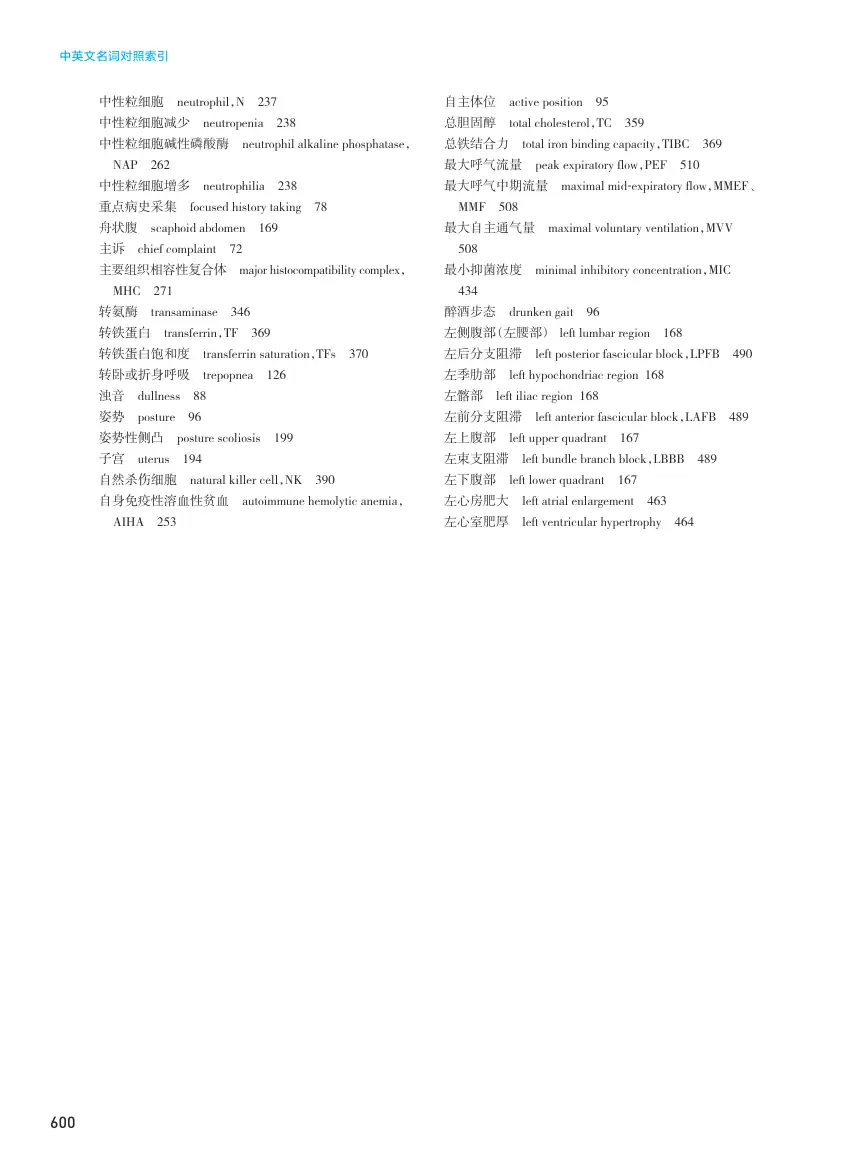 中英文名词对照索引
中性粒细胞 neutrophil,N 237
中性粒细胞减少 neutropenia 238
中性粒细胞碱性磷酸酶 neutrophil alkaline phosphatase,
NAP 262
中性粒细胞增多 neutrophilia 238
重点病史采集 focused history taking 78
舟状腹 scaphoid abdomen 169
主诉 chief complaint 72
主要组织相容性复合体 major histocompatibility complex,
MHC 271
转氨酶 transaminase 346
转铁蛋白 transferrin,TF 369
转铁蛋白饱和度 transferrin saturation,TFs 370
转卧或折身呼吸 trepopnea 126
浊音 dullness 88
姿势 posture 96
姿势性侧凸 posture scoliosis 199
子宫 uterus 194
自然杀伤细胞 natural killer cell,NK 390
自身免疫性溶血性贫血 autoimmune hemolytic anemia,
AIHA 253
自主体位 active position 95
总胆固醇 total cholesterol,TC 359
总铁结合力 total iron binding capacity,TIBC 369
最大呼气流量 peak expiratory flow,PEF 510
最大呼气中期流量 maximal mid-expiratory flow,MMEF、
MMF 508
最大自主通气量 maximal voluntary ventilation,MVV
508
最小抑菌浓度 minimal inhibitory concentration,MIC
434
醉酒步态 drunken gait 96
左侧腹部(左腰部) left lumbar region 168
左后分支阻滞 left posterior fascicular block,LPFB 490
左季肋部 left hypochondriac region 168
左髂部 left iliac region 168
左前分支阻滞 left anterior fascicular block,LAFB 489
左上腹部 left upper quadrant 167
左束支阻滞 left bundle branch block,LBBB 489
左下腹部 left lower quadrant 167
左心房肥大 left atrial enlargement 463
左心室肥厚 left ventricular hypertrophy 464
600